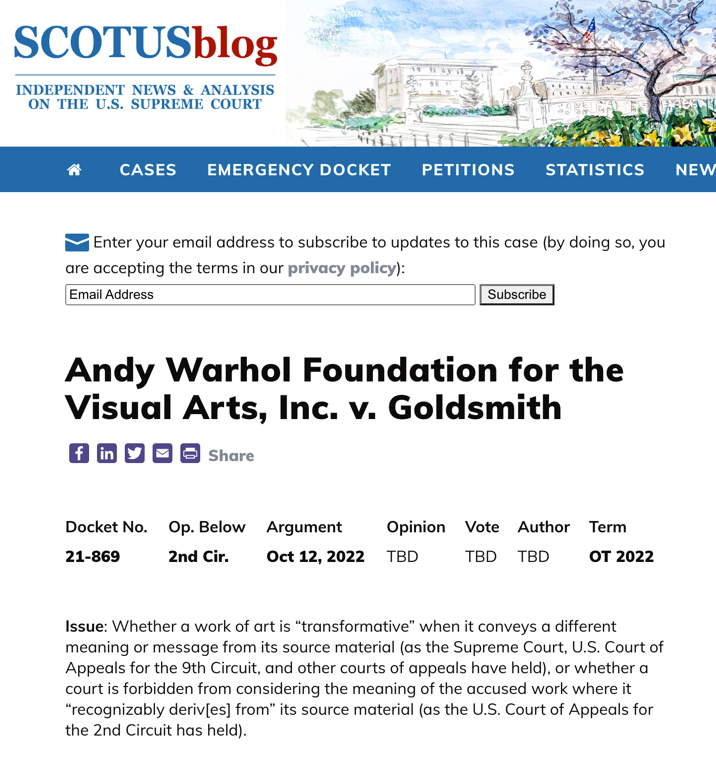 SCOTUSblog
INDEPENDENT NEWS & ANALYSIS
ON THE U.S. SUPREME COURT
CASES EMERGENCY DOCKET PETITIONS STATISTICS NEW
Enter your email address to subscribe to updates to this case (by doing so, you
are accepting the terms in our privacy policy):
Email Address Subscribe
Andy Warhol Foundation for the
Visual Arts, Inc. v. Goldsmith
Share
Docket No. Op. Below Argument Opinion Vote Author Term
21-869 2nd Cir. Oct 12, 2022 TBD TBD TBD OT 2022
Issue: Whether a work of art is “transformative” when it conveys a different
meaning or message from its source material (as the Supreme Court, U.S. Court of
Appeals for the 9th Circuit, and other courts of appeals have held), or whether a
court is forbidden from considering the meaning of the accused work where it
“recognizably deriv[es] from” its source material (as the U.S. Court of Appeals for
the 2nd Circuit has held).